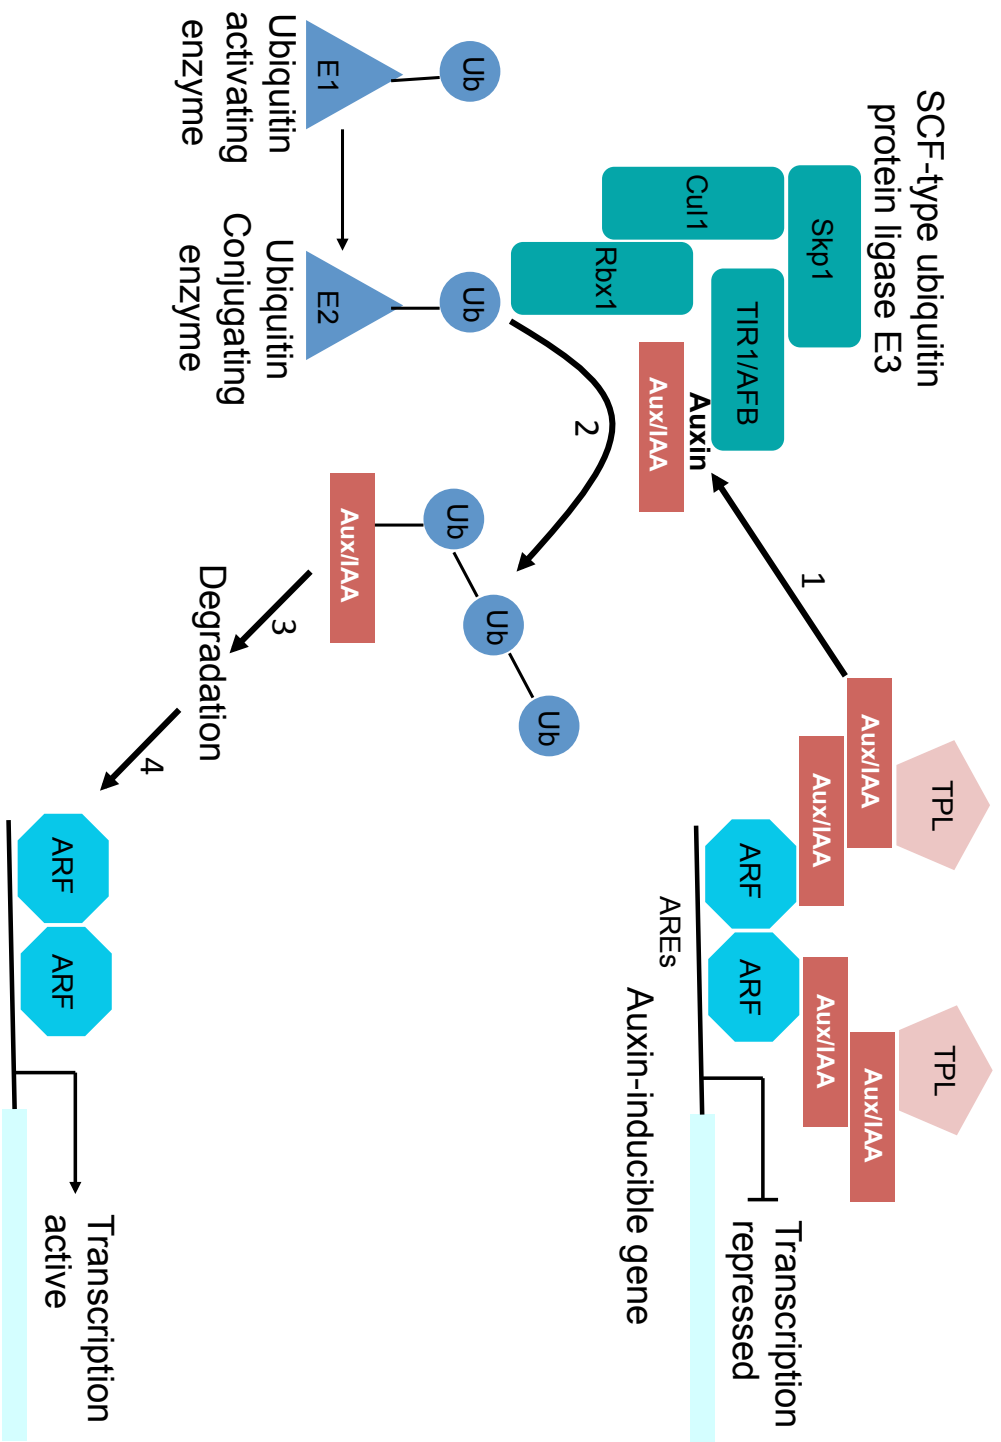 SCF-type ubiquitin
protein ligase E3
Skp1
Cul1
TIR1/AFB
Rbx1
Auxin
Aux/IAA
1
TPL
TPL
Aux/IAA
Aux/IAA
Aux/IAA
Aux/IAA
ARF
ARF
AREs
Transcription
repressed
Auxin-inducible gene
Ub
E1
Ubiquitin
activating
enzyme
Ub
E2
Ubiquitin
Conjugating
enzyme
2
Ub
Ub
Ub
Aux/IAA
3
Degradation
4
ARF
ARF
Transcription
active